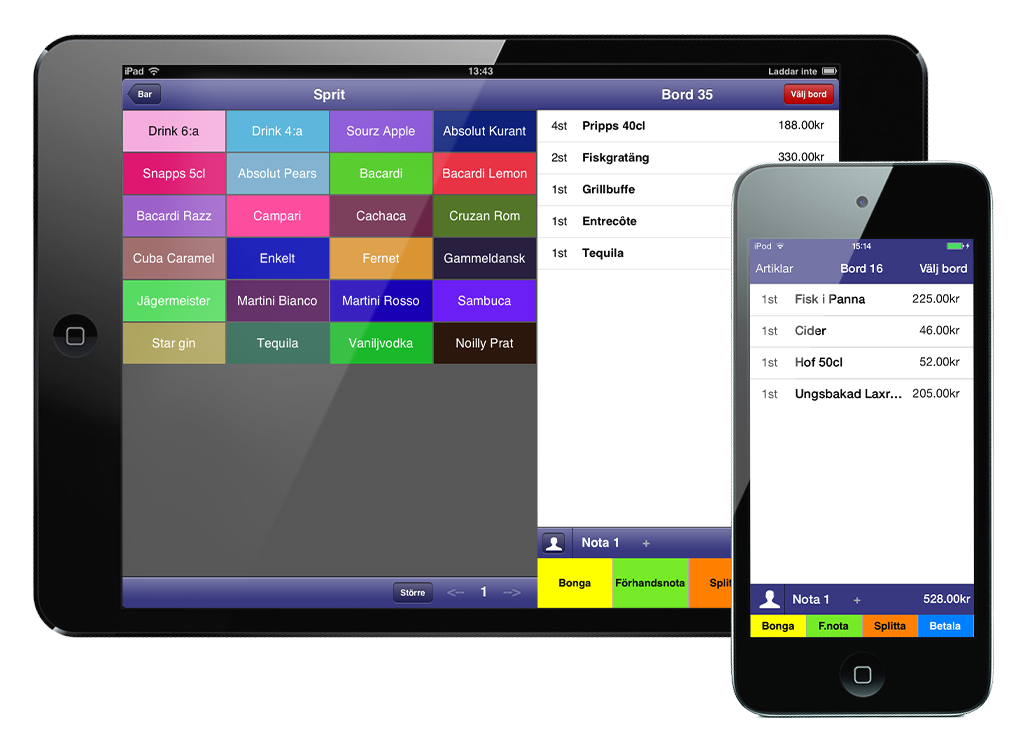 iPad 13:43 Laddar inte
Bar Sprit Bord 35 Välj bord
Drink 6:a Drink 4:a Sourz Apple Absolut Kurant
Snapps 5cl Absolut Pears Bacardi Bacardi Lemon
Bacardi Razz Campari Cachaca Cruzan Rom
Cuba Caramel Enkelt Fernet Gammeldansk
Jägermeister Martini Bianco Martini Rosso Sambuca
Star gin Tequila Vaniljvodka Noilly Prat
Större <-- 1 -->
4st Pripps 40cl 188.00kr
2st Fiskgratäng 330.00kr
1st Grillbuffe
1st Entrecôte
1st Tequila
Nota 1 +
Bonga Förhandsnota Split
iPod 15:14
Artiklar Bord 16 Välj bord
1st Fisk i Panna 225.00kr
1st Cider 46.00kr
1st Hof 50cl 52.00kr
1st Ungsbakad Laxr... 205.00kr
Nota 1 + 528.00kr
Bonga F.nota Splitta Betala